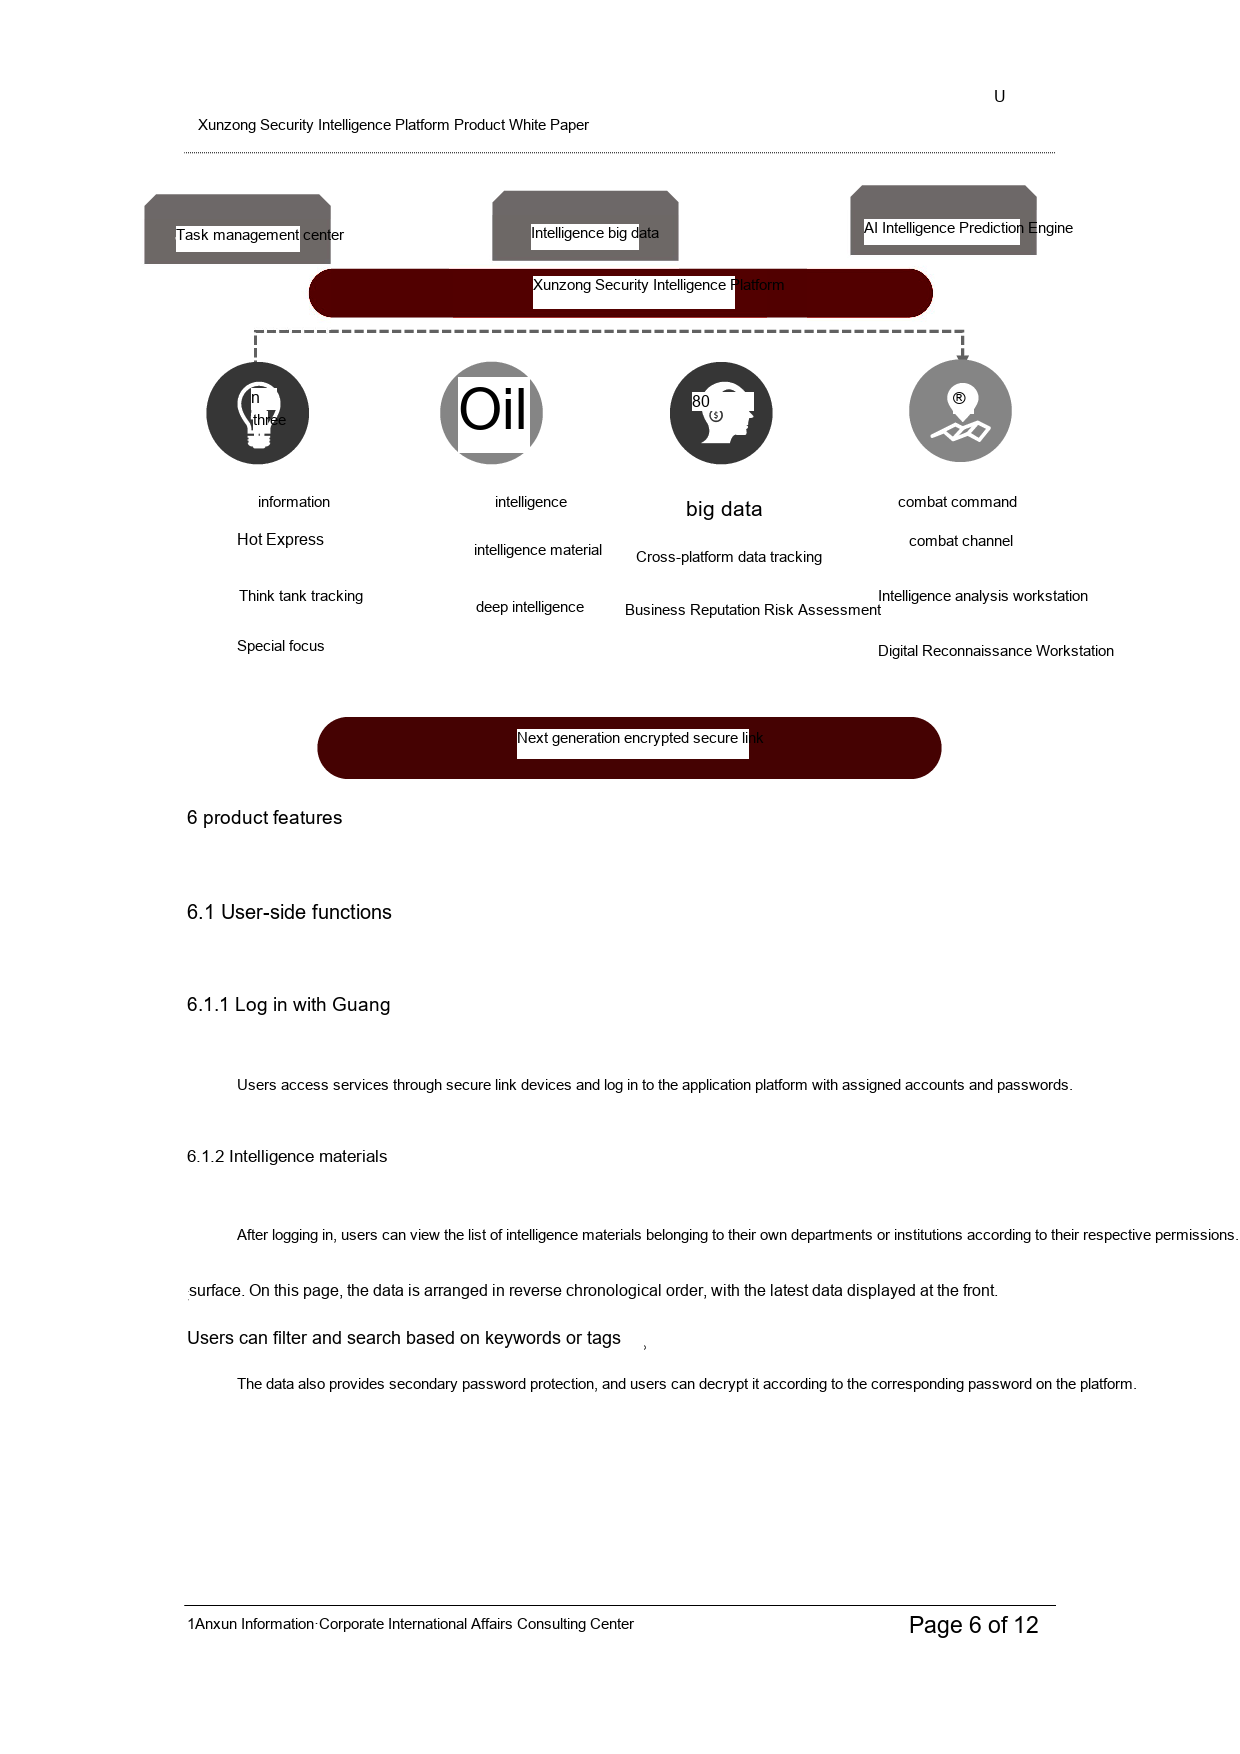 U
Xunzong Security Intelligence Platform Product White Paper
Task management center
Intelligence big data
AI Intelligence Prediction Engine
Xunzong Security Intelligence Platform
n
three
Oil
80
®
information
intelligence
big data
combat command
Hot Express
intelligence material
Cross-platform data tracking
combat channel
Think tank tracking
deep intelligence
Business Reputation Risk Assessment
Intelligence analysis workstation
Special focus
Digital Reconnaissance Workstation
Next generation encrypted secure link
6 product features
6.1 User-side functions
6.1.1 Log in with Guang
Users access services through secure link devices and log in to the application platform with assigned accounts and passwords.
6.1.2 Intelligence materials
After logging in, users can view the list of intelligence materials belonging to their own departments or institutions according to their respective permissions.
surface. On this page, the data is arranged in reverse chronological order, with the latest data displayed at the front.
Users can filter and search based on keywords or tags ,
The data also provides secondary password protection, and users can decrypt it according to the corresponding password on the platform.
1Anxun Information·Corporate International Affairs Consulting Center
Page 6 of 12